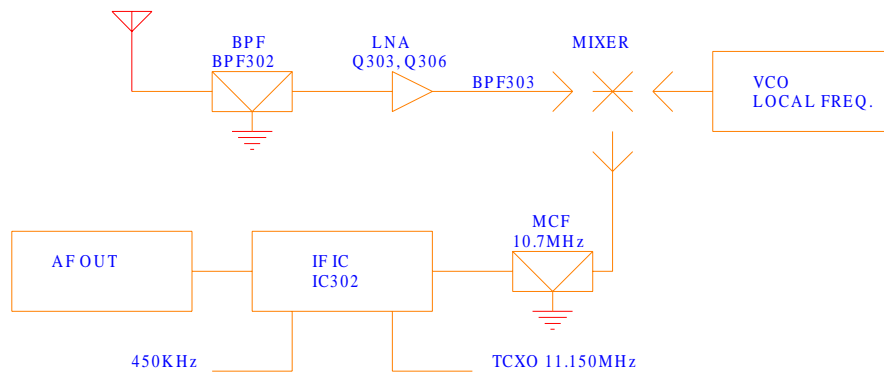 BPF
BPF302
LNA
Q303, Q306
BPF303
MIXER
VCO
LOCAL FREQ.
MCF
10.7MHz
AF OUT
IF IC
IC302
450KHz
TCXO 11.150MHz